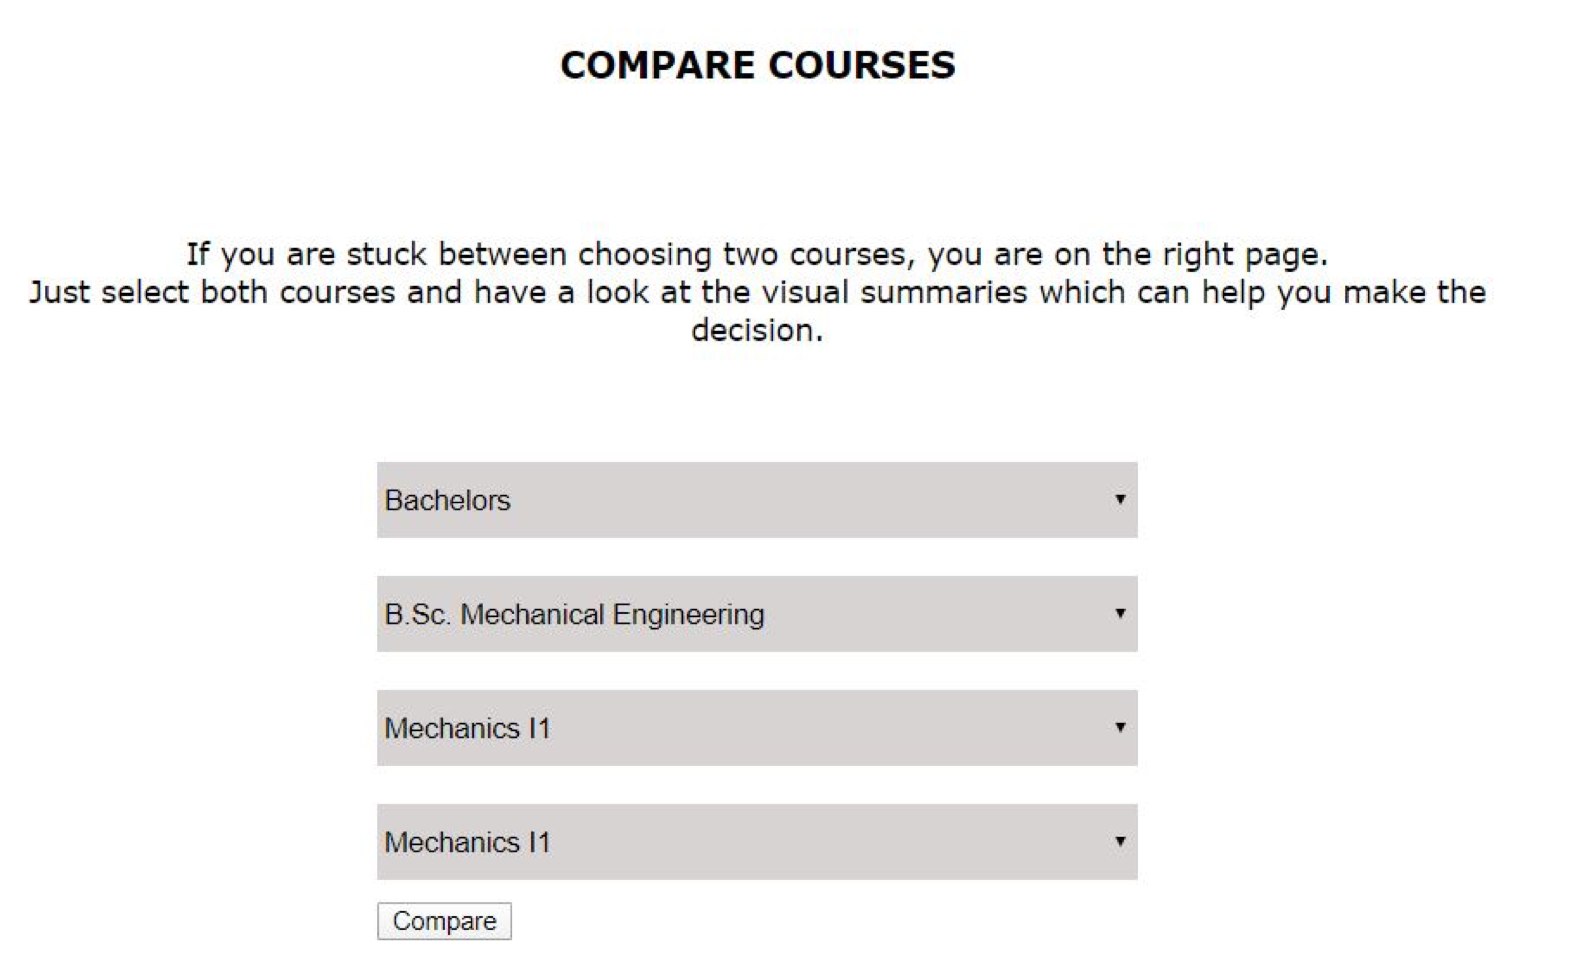 COMPARE COURSES
If you are stuck between choosing two courses, you are on the right page.
Just select both courses and have a look at the visual summaries which can help you make the
decision.
Bachelors
B.Sc. Mechanical Engineering
Mechanics I1
Mechanics I1
Compare